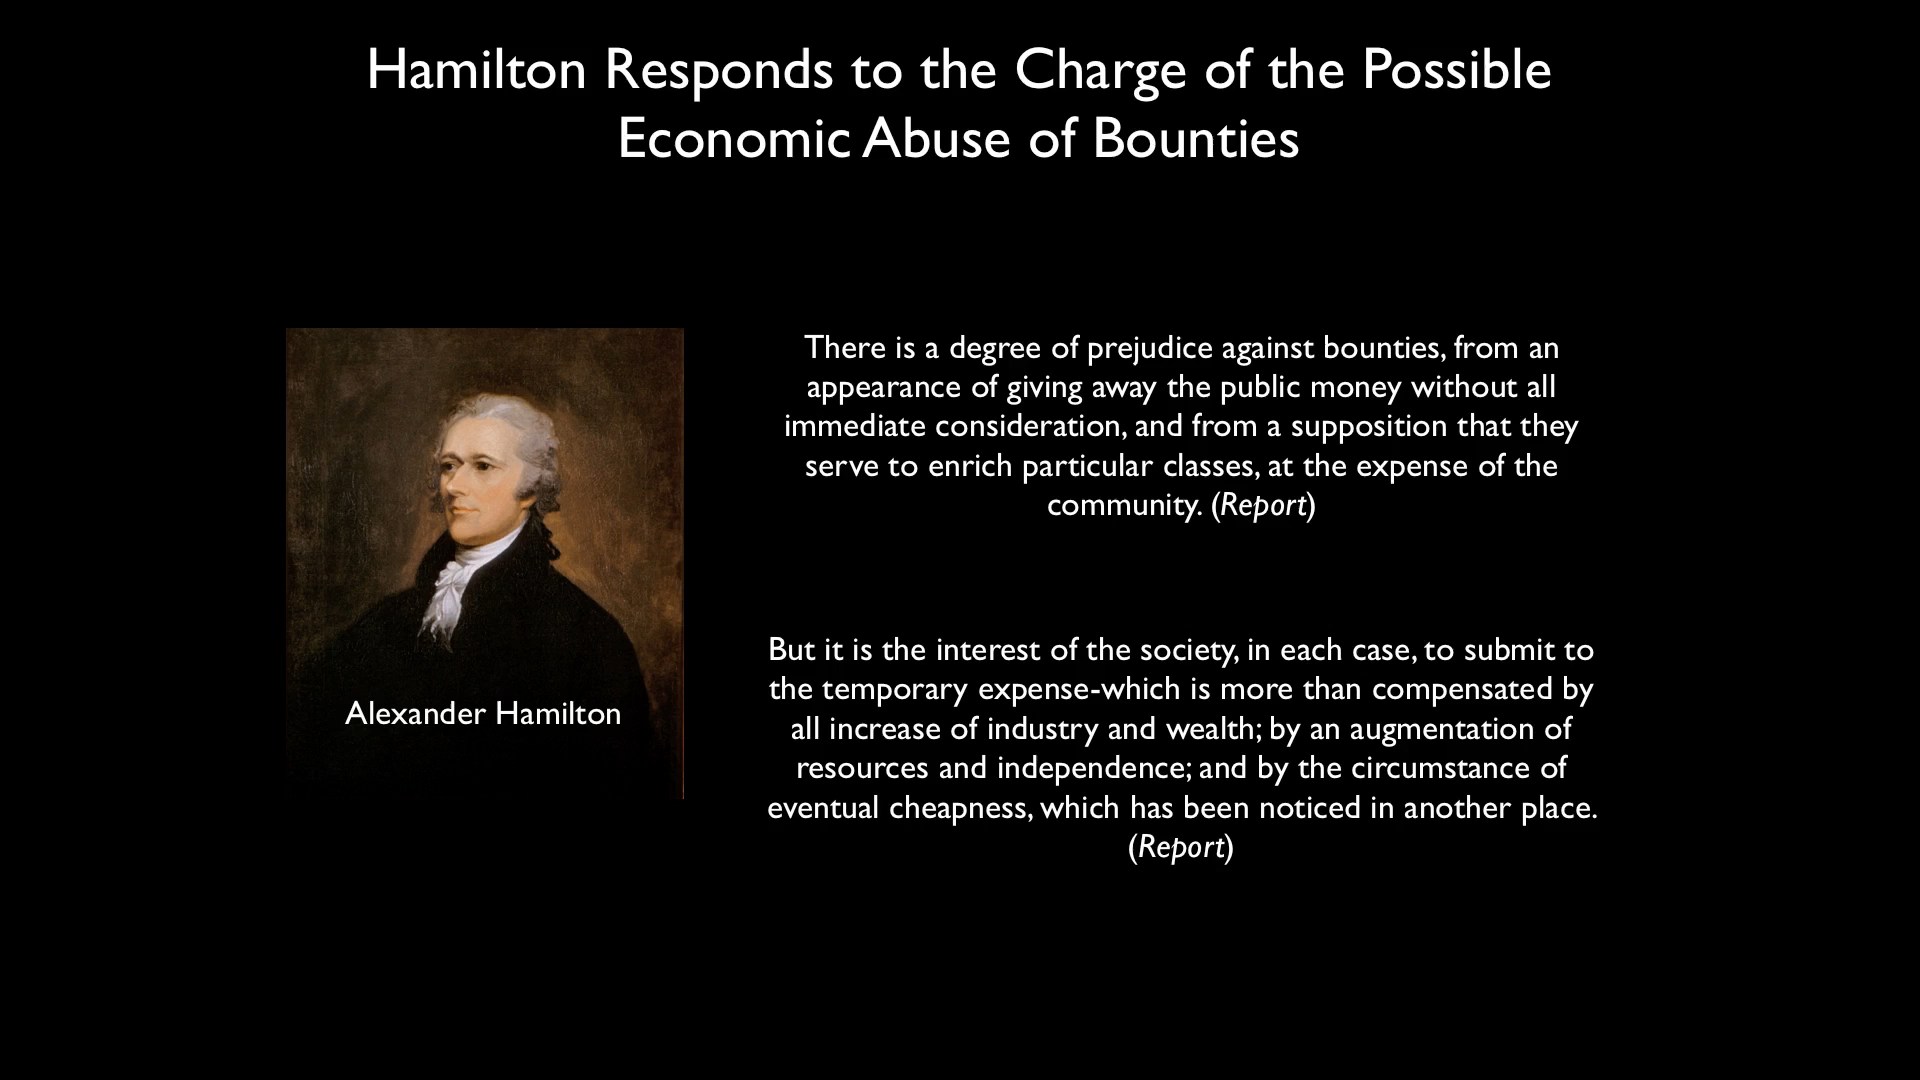 Hamilton Responds to the Charge of the Possible
Economic Abuse of Bounties
There is a degree of prejudice against bounties, from an
appearance of giving away the public money without all
immediate consideration, and from a supposition that they
serve to enrich particular classes, at the expense of the
community. (Report)
But it is the interest of the society, in each case, to submit to
the temporary expense-which is more than compensated by
all increase of industry and wealth; by an augmentation of
resources and independence; and by the circumstance of
eventual cheapness, which has been noticed in another place.
(Report)
Alexander Hamilton